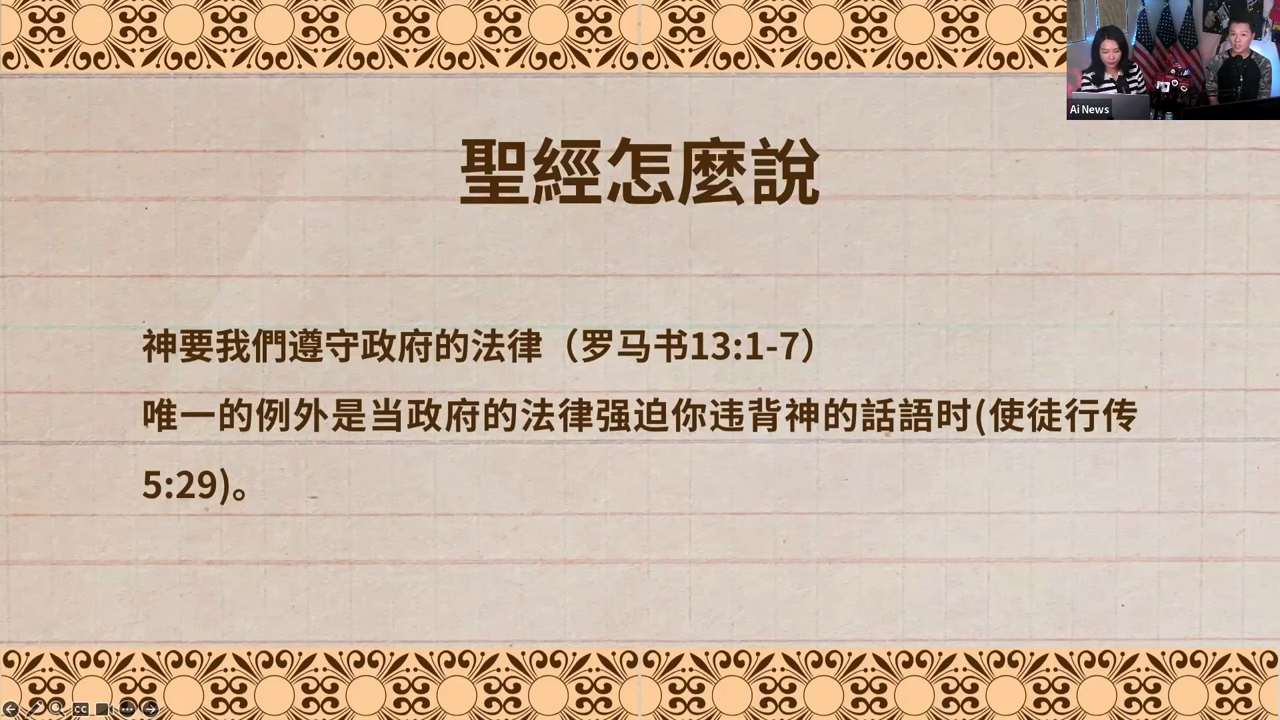 Ai News
聖經怎麼說
神要我們遵守政府的法律（罗马书13:1-7）
唯一的例外是当政府的法律强迫你违背神的話語时(使徒行传
5:29)。
CC